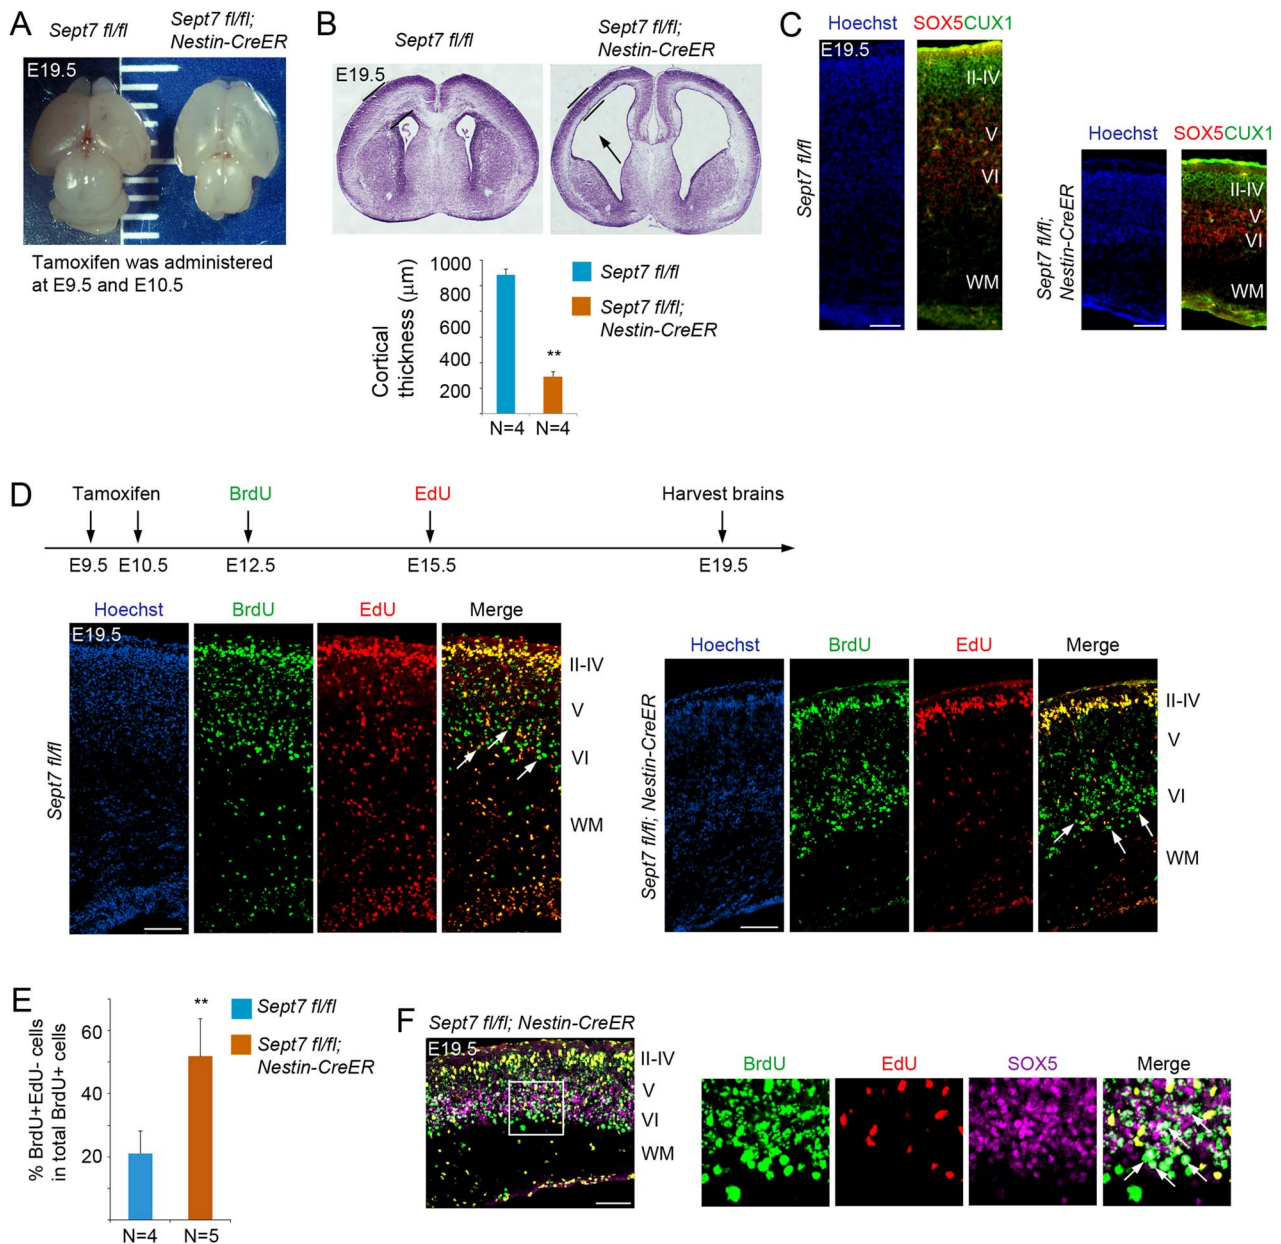 A
Sept7 fl/fl
Sept7 fl/fl;
Nestin-CreER
E19.5
Tamoxifen was administered
at E9.5 and E10.5
B
Sept7 fl/fl
Sept7 fl/fl;
Nestin-CreER
E19.5
Cortical
thickness (μm)
1000
800
600
400
200
**
N=4 N=4
Sept7 fl/fl
Sept7 fl/fl;
Nestin-CreER
C
Hoechst SOX5CUX1
E19.5
Sept7 fl/fl
II-IV
V
VI
WM
Hoechst SOX5CUX1
Sept7 fl/fl;
Nestin-CreER
II-IV
V
VI
WM
D
Tamoxifen BrdU EdU Harvest brains
E9.5 E10.5 E12.5 E15.5 E19.5
Hoechst BrdU EdU Merge
E19.5
Sept7 fl/fl
II-IV
V
VI
WM
Hoechst BrdU EdU Merge
Sept7 fl/fl; Nestin-CreER
II-IV
V
VI
WM
E
% BrdU+EdU- cells
in total BrdU+ cells
60
40
20
**
N=4 N=5
Sept7 fl/fl
Sept7 fl/fl;
Nestin-CreER
F
Sept7 fl/fl; Nestin-CreER
E19.5
II-IV
V
VI
WM
BrdU EdU SOX5 Merge